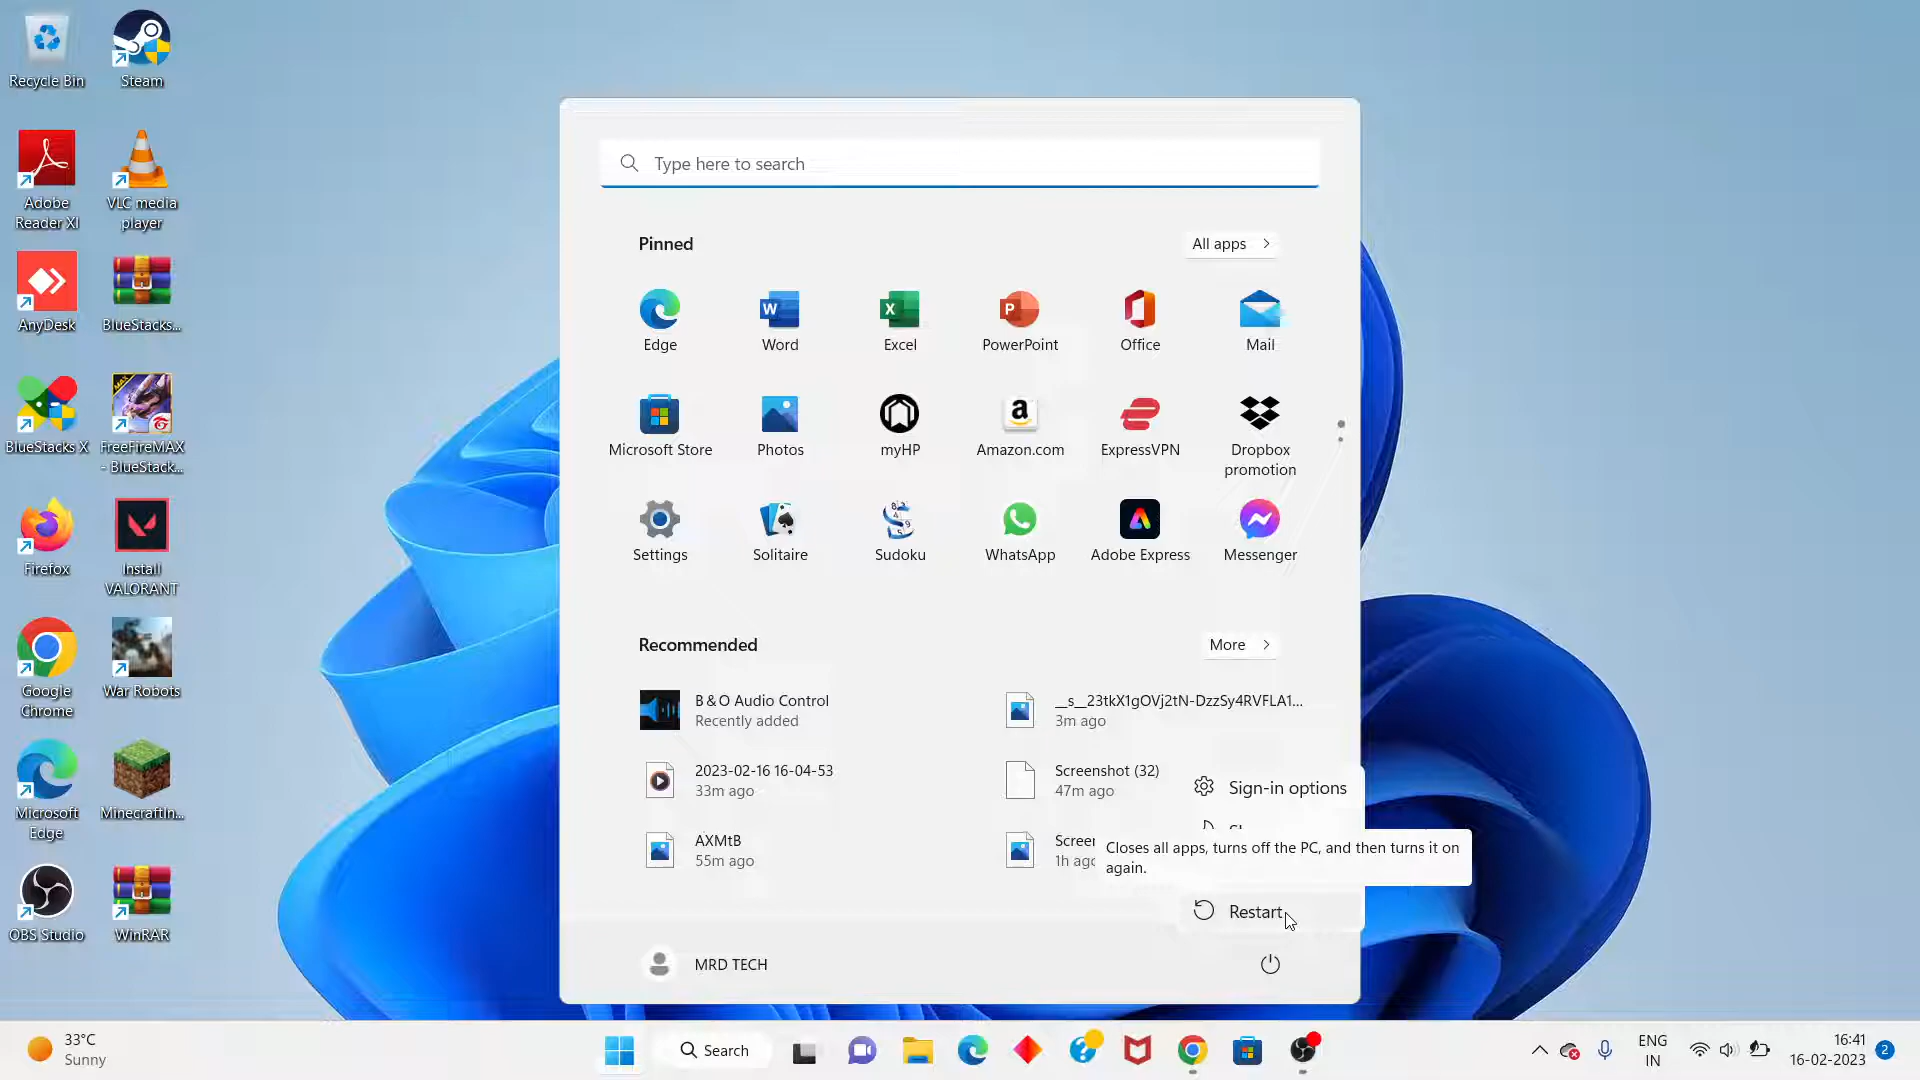 Recycle Bin
Steam
Adobe
Reader XI
VLC media
player
AnyDesk
BlueStacks...
BlueStacks X
FreeFireMAX
- BlueStack...
Firefox
Install
VALORANT
Google
Chrome
War Robots
Microsoft
Edge
MinecraftIn...
OBS Studio
WinRAR
Type here to search
Pinned
All apps
Edge
Word
Excel
PowerPoint
Office
Mail
Microsoft Store
Photos
myHP
Amazon.com
ExpressVPN
Dropbox
promotion
Settings
Solitaire
Sudoku
WhatsApp
Adobe Express
Messenger
Recommended
More
B&O Audio Control
Recently added
__s__23tkX1gOVj2tN-DzzSy4RVFLA1...
3m ago
2023-02-16 16-04-53
33m ago
Screenshot (32)
47m ago
AXMtB
55m ago
Screen
1h ago
Sign-in options
Closes all apps, turns off the PC, and then turns it on
again.
Restart
MRD TECH
33°C
Sunny
Search
ENG
IN
16:41
16-02-2023
2